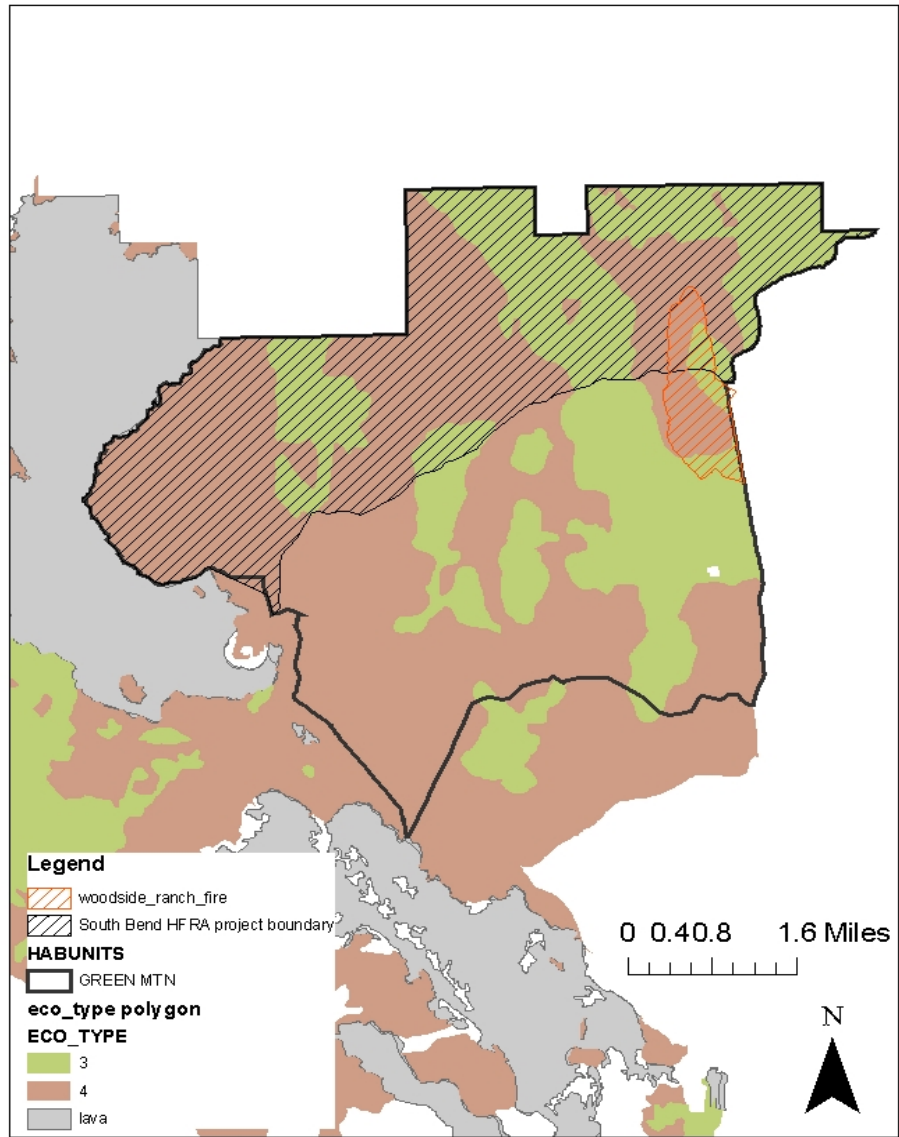 Legend
woodside_ranch_fire
South Bend HFRA project boundary
HABUNITS
GREEN MTN
eco_type polygon
ECO_TYPE
3
4
lava
0 0.40.8 1.6 Miles
N